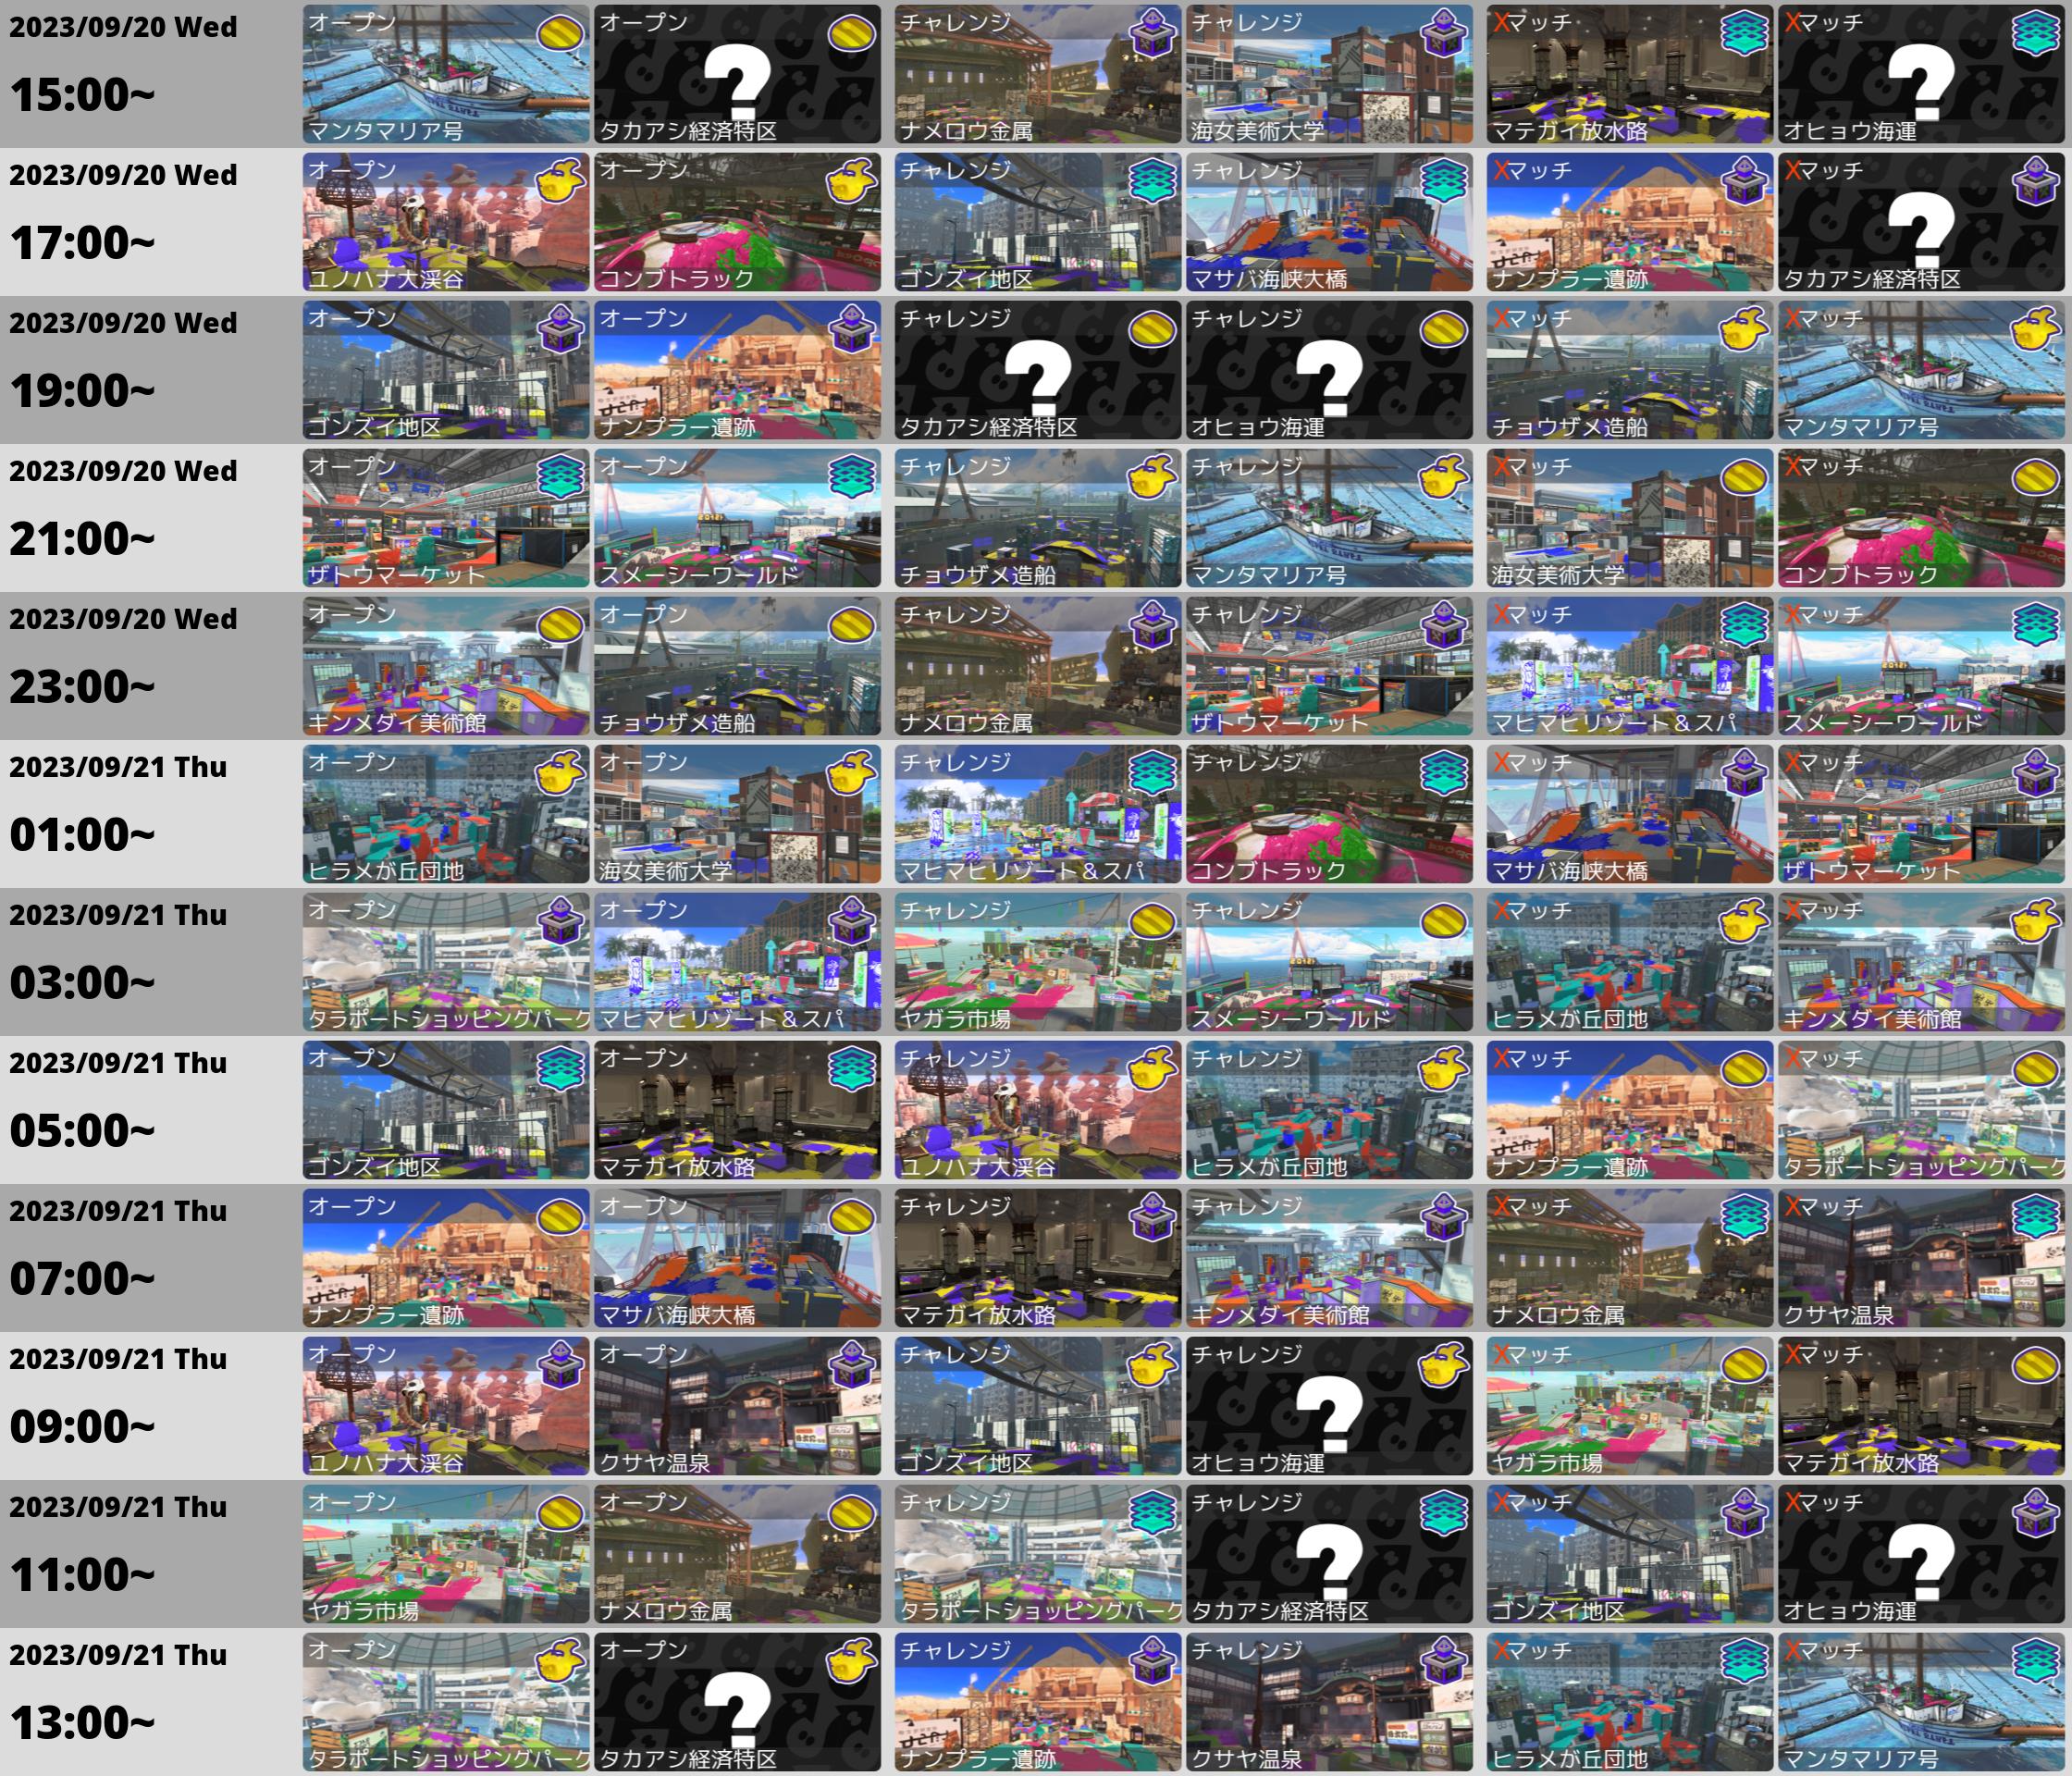 2023/09/20 Wed
15:00~
オープン
マンタマリア号
オープン
タカアシ経済特区
チャレンジ
ナメロウ金属
チャレンジ
海女美術大学
Xマッチ
マテガイ放水路
Xマッチ
オヒョウ海運
2023/09/20 Wed
17:00~
オープン
ユノハナ大渓谷
オープン
コンブトラック
チャレンジ
ゴンズイ地区
チャレンジ
マサバ海峡大橋
Xマッチ
ナンプラー遺跡
Xマッチ
タカアシ経済特区
2023/09/20 Wed
19:00~
オープン
ゴンズイ地区
オープン
ナンプラー遺跡
チャレンジ
タカアシ経済特区
チャレンジ
オヒョウ海運
Xマッチ
チョウザメ造船
Xマッチ
マンタマリア号
2023/09/20 Wed
21:00~
オープン
ザトウマーケット
オープン
スメーシーワールド
チャレンジ
チョウザメ造船
チャレンジ
マンタマリア号
Xマッチ
海女美術大学
Xマッチ
コンブトラック
2023/09/20 Wed
23:00~
オープン
キンメダイ美術館
オープン
チョウザメ造船
チャレンジ
ナメロウ金属
チャレンジ
ザトウマーケット
Xマッチ
マヒマヒリゾート＆スパ
Xマッチ
スメーシーワールド
2023/09/21 Thu
01:00~
オープン
ヒラメが丘団地
オープン
海女美術大学
チャレンジ
マヒマヒリゾート＆スパ
チャレンジ
コンブトラック
Xマッチ
マサバ海峡大橋
Xマッチ
ザトウマーケット
2023/09/21 Thu
03:00~
オープン
タラポートショッピングパーク
オープン
マヒマヒリゾート＆スパ
チャレンジ
ヤガラ市場
チャレンジ
スメーシーワールド
Xマッチ
ヒラメが丘団地
Xマッチ
キンメダイ美術館
2023/09/21 Thu
05:00~
オープン
ゴンズイ地区
オープン
マテガイ放水路
チャレンジ
ユノハナ大渓谷
チャレンジ
ヒラメが丘団地
Xマッチ
ナンプラー遺跡
Xマッチ
タラポートショッピングパーク
2023/09/21 Thu
07:00~
オープン
ナンプラー遺跡
オープン
マサバ海峡大橋
チャレンジ
マテガイ放水路
チャレンジ
キンメダイ美術館
Xマッチ
ナメロウ金属
Xマッチ
クサヤ温泉
2023/09/21 Thu
09:00~
オープン
ユノハナ大渓谷
オープン
クサヤ温泉
チャレンジ
ゴンズイ地区
チャレンジ
オヒョウ海運
Xマッチ
ヤガラ市場
Xマッチ
マテガイ放水路
2023/09/21 Thu
11:00~
オープン
ヤガラ市場
オープン
ナメロウ金属
チャレンジ
タラポートショッピングパーク
チャレンジ
タカアシ経済特区
Xマッチ
ゴンズイ地区
Xマッチ
オヒョウ海運
2023/09/21 Thu
13:00~
オープン
タラポートショッピングパーク
オープン
タカアシ経済特区
チャレンジ
ナンプラー遺跡
チャレンジ
クサヤ温泉
Xマッチ
ヒラメが丘団地
Xマッチ
マンタマリア号